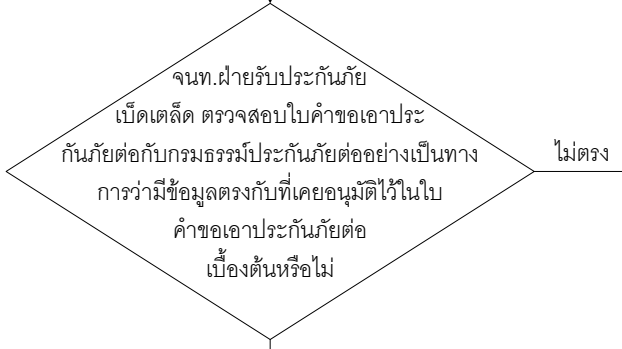 จนท.ฝ่ายรับประกันภัย
เบ็ดเตล็ด ตรวจสอบใบคำขอเอาประ
กันภัยต่อกับกรมธรรม์ประกันภัยต่ออย่างเป็นทาง
การว่ามีข้อมูลตรงกับที่เคยอนุมัติไว้ในใบ
คำขอเอาประกันภัยต่อ
เบื้องต้นหรือไม่
ไม่ตรง